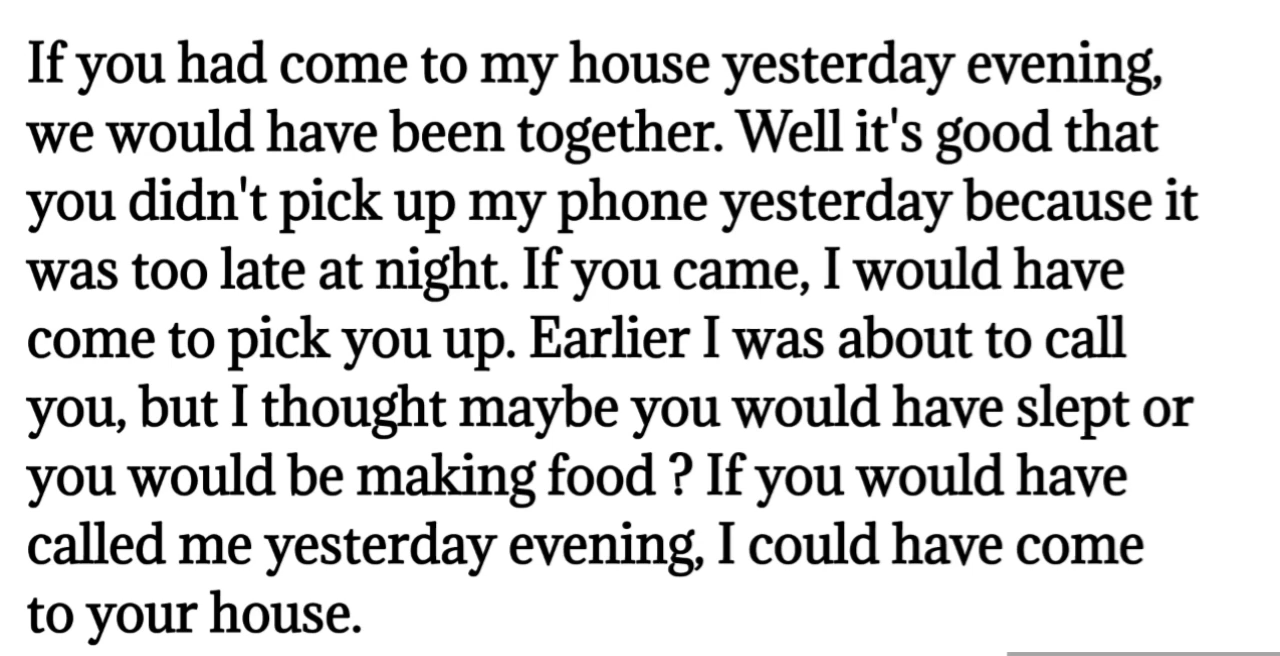 If you had come to my house yesterday evening,
we would have been together. Well it's good that
you didn't pick up my phone yesterday because it
was too late at night. If you came, I would have
come to pick you up. Earlier I was about to call
you, but I thought maybe you would have slept or
you would be making food ? If you would have
called me yesterday evening, I could have come
to your house.